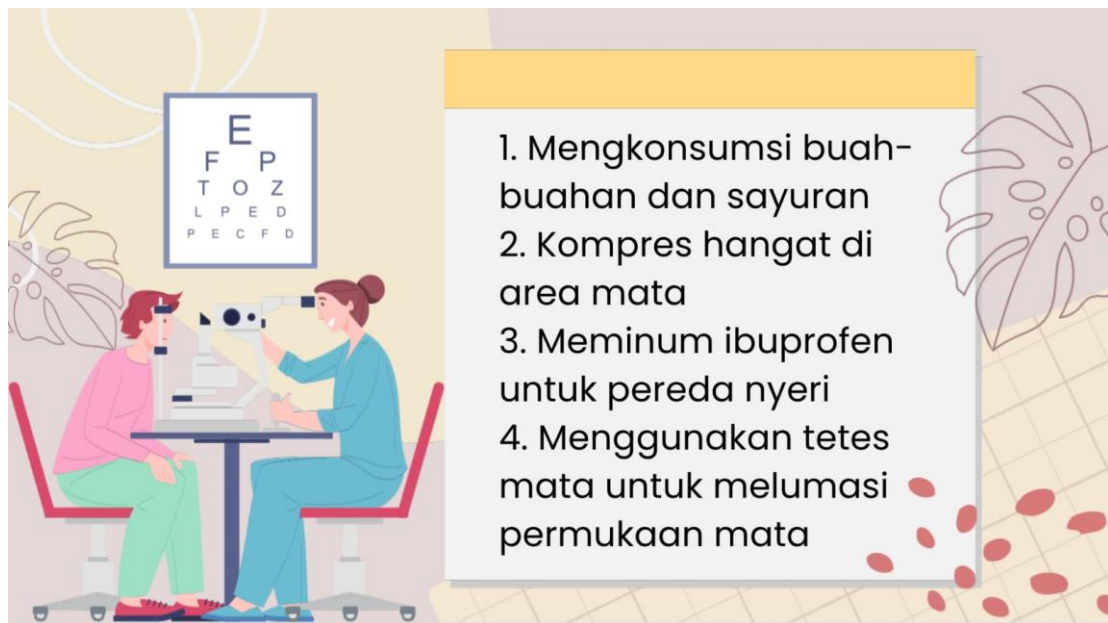 E
F P
T O Z
L P E D
P E C F D
1. Mengkonsumsi buah-
buahan dan sayuran
2. Kompres hangat di
area mata
3. Meminum ibuprofen
untuk pereda nyeri
4. Menggunakan tetes
mata untuk melumasi
permukaan mata